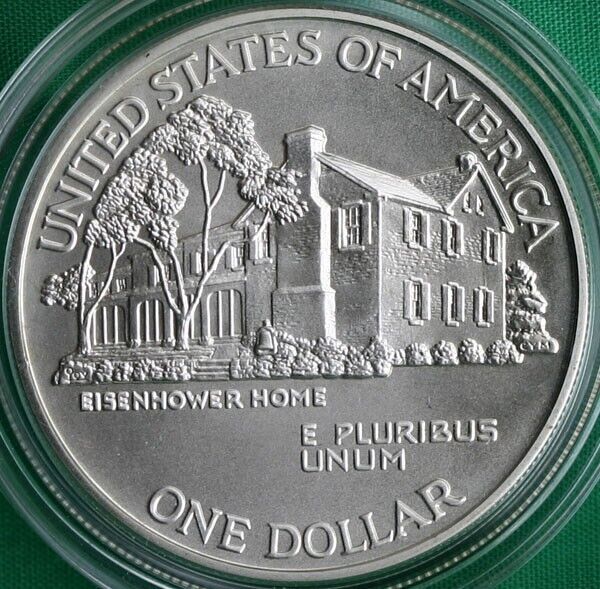 UNITED STATES OF AMERICA
EISENHOWER HOME
E PLURIBUS
UNUM
ONE DOLLAR